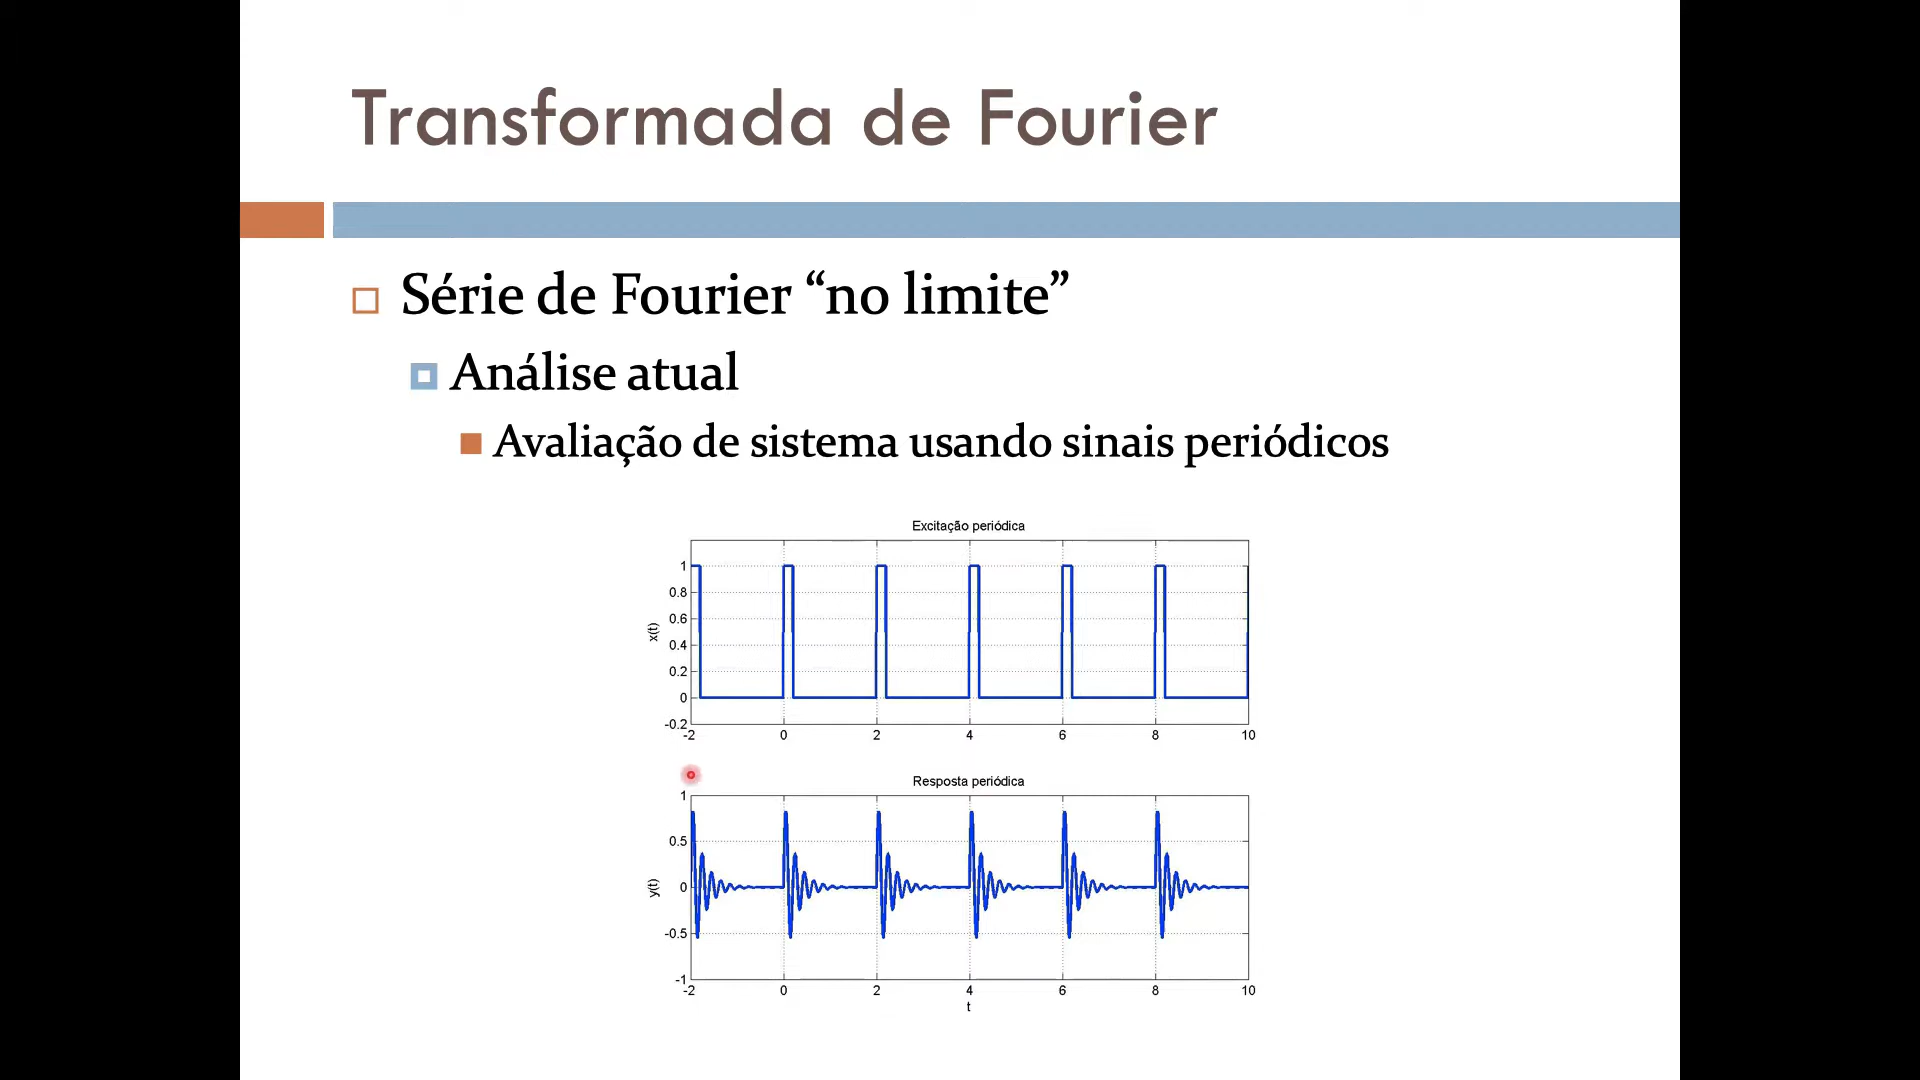 Transformada de Fourier
Série de Fourier “no limite”
Análise atual
Avaliação de sistema usando sinais periódicos
Excitação periódica
1
0.8
0.6
0.4
0.2
0
-0.2
x(t)
-2 0 2 4 6 8 10
Resposta periódica
1
0.5
0
-0.5
-1
y(t)
-2 0 2 4 6 8 10
t